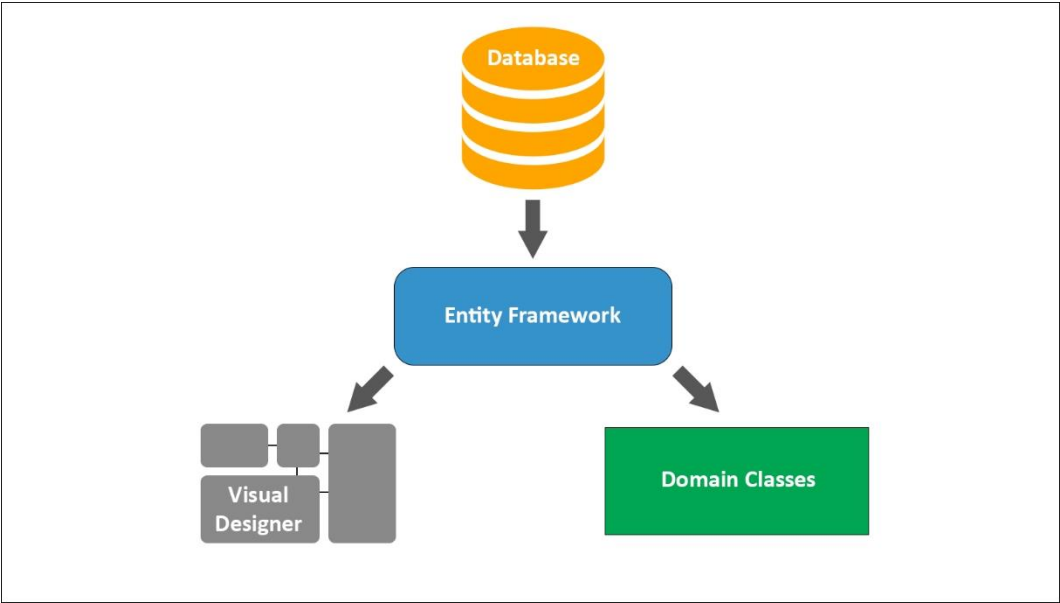 Database
Entity Framework
Visual
Designer
Domain Classes